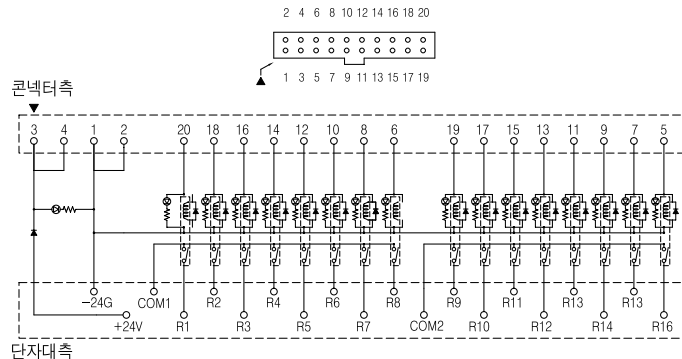 2 4 6 8 10 12 14 16 18 20
1 3 5 7 9 11 13 15 17 19
콘넥터측
3 4 1 2 20 18 16 14 12 10 8 6 19 17 15 13 11 9 7 5
-24G COM1 R2 R4 R6 R8 R9 R11 R13 R13
+24V R1 R3 R5 R7 COM2 R10 R12 R14 R16
단자대측